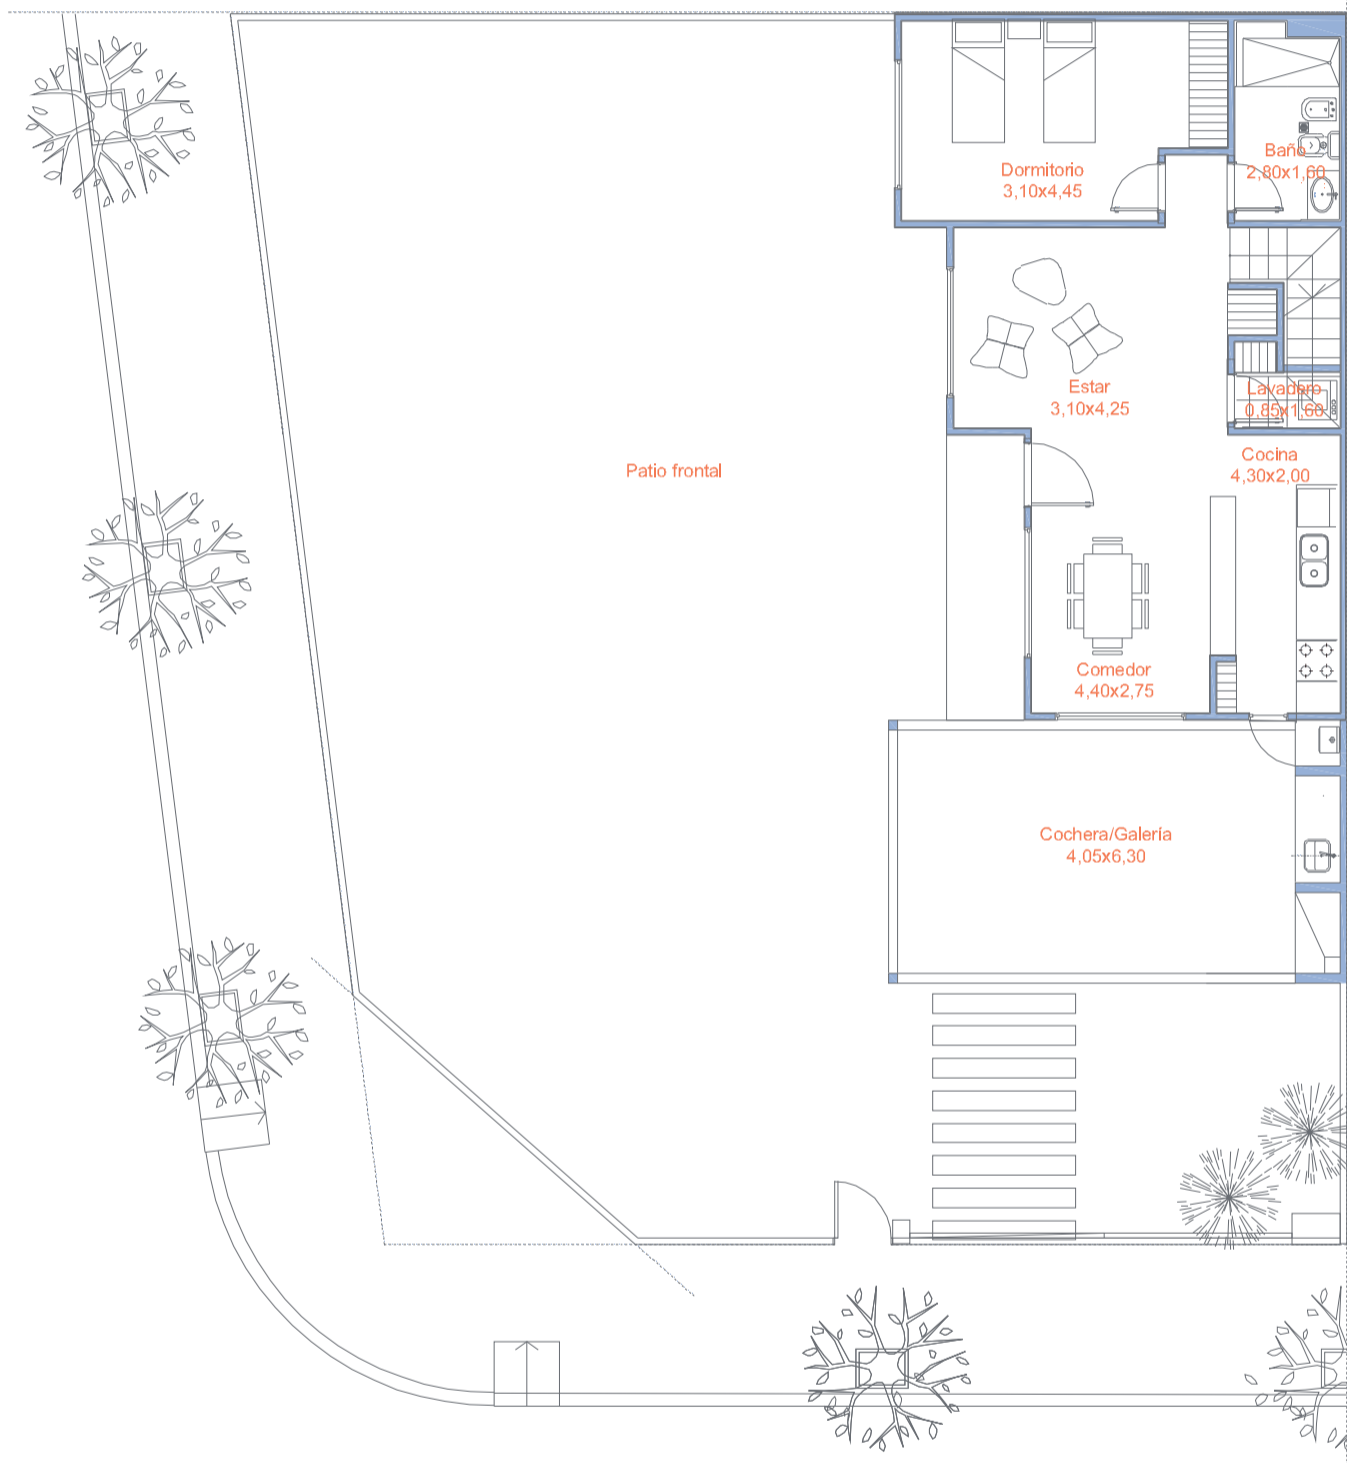 Dormitorio
3,10x4,45
Baño
2,80x1,60
Estar
3,10x4,25
Lavadero
0,85x1,60
Cocina
4,30x2,00
Patio frontal
Comedor
4,40x2,75
Cochera/Galería
4,05x6,30